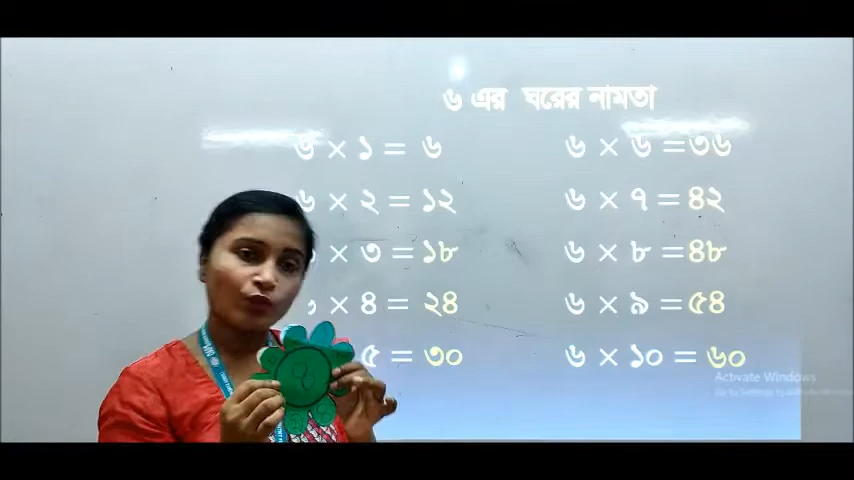 ৬ এর ঘরের নামতা
৬ × ১ = ৬
× ২ = ১২
× ৩ = ১৮
× ৪ = ২৪
৫ = ৩০
৬ × ৬ =৩৬
৬ × ৭ =৪২
৬ × ৮ =৪৮
৬ × ৯ =৫৪
৬ × ১০ = ৬০
Activate Windows